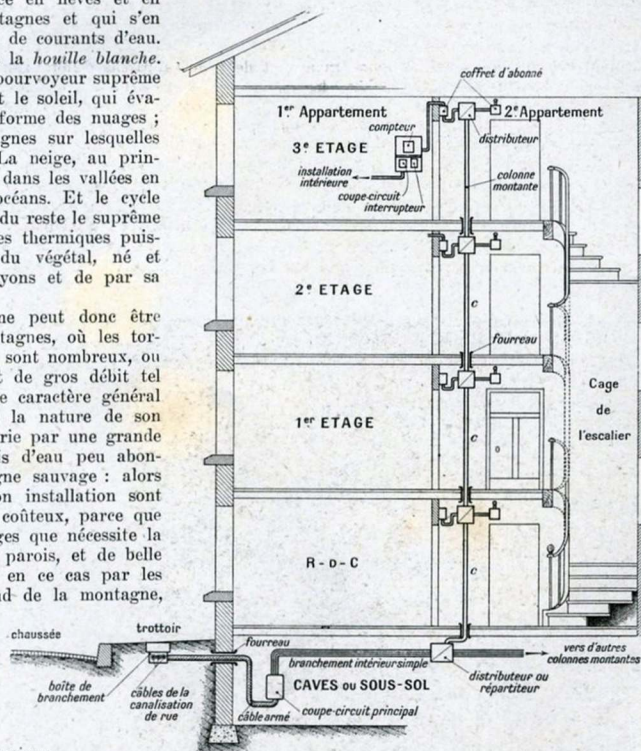 ce en névés et en
tagnes et qui s'en
de courants d'eau.
la houille blanche.
pourvoyeur suprême
t le soleil, qui éva-
forme des nuages ;
gnes sur lesquelles
La neige, au prin-
dans les vallées en
océans. Et le cycle
du reste le suprême
es thermiques puis-
du végétal, né et
yons et de par sa
ne peut donc être
tagnes, où les tor-
sont nombreux, ou
t de gros débit tel
e caractère général
la nature de son
rie par une grande
s d'eau peu abon-
gne sauvage : alors
on installation sont
coûteux, parce que
ges que nécessite la
parois, et de belle
en ce cas par les
nd de la montagne,
coffret d'abonné
1er Appartement
2e Appartement
compteur
distributeur
3e ETAGE
installation
intérieure
colonne
montante
coupe-circuit
interrupteur
2e ETAGE
c
fourreau
Cage
de
l'escalier
1er ETAGE
c
R-D-C
c
chaussée
trottoir
fourreau
branchement intérieur simple
vers d'autres
colonnes montantes
boîte de
branchement
câbles de la
canalisation
de rue
câble armé
CAVES OU SOUS-SOL
coupe-circuit principal
distributeur ou
répartiteur